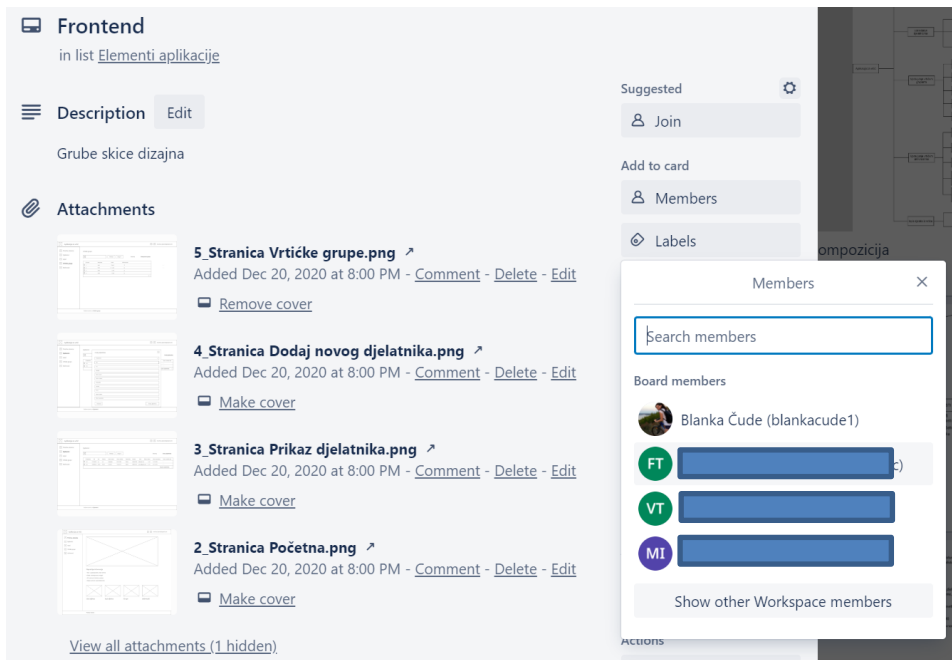 Frontend
in list Elementi aplikacije
Description Edit
Grube skice dizajna
Attachments
5_Stranica Vrtićke grupe.png ↗
Added Dec 20, 2020 at 8:00 PM - Comment - Delete - Edit
Remove cover
4_Stranica Dodaj novog djelatnika.png ↗
Added Dec 20, 2020 at 8:00 PM - Comment - Delete - Edit
Make cover
3_Stranica Prikaz djelatnika.png ↗
Added Dec 20, 2020 at 8:00 PM - Comment - Delete - Edit
Make cover
2_Stranica Početna.png ↗
Added Dec 20, 2020 at 8:00 PM - Comment - Delete - Edit
Make cover
View all attachments (1 hidden)
Suggested
Join
Add to card
Members
Labels
Members
Search members
Board members
Blanka Čude (blankacude1)
FT c)
VT
MI
Show other Workspace members
Actions
ompozicija